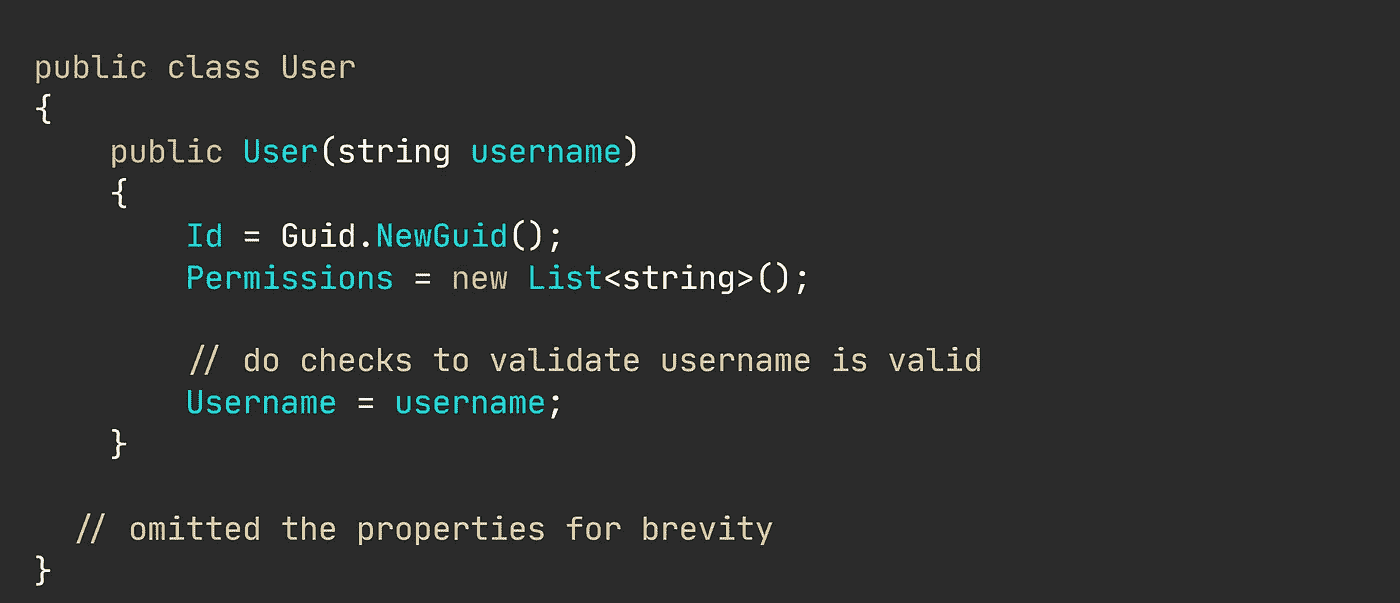 public class User
{
    public User(string username)
    {
        Id = Guid.NewGuid();
        Permissions = new List<string>();

        // do checks to validate username is valid
        Username = username;
    }

  // omitted the properties for brevity
}